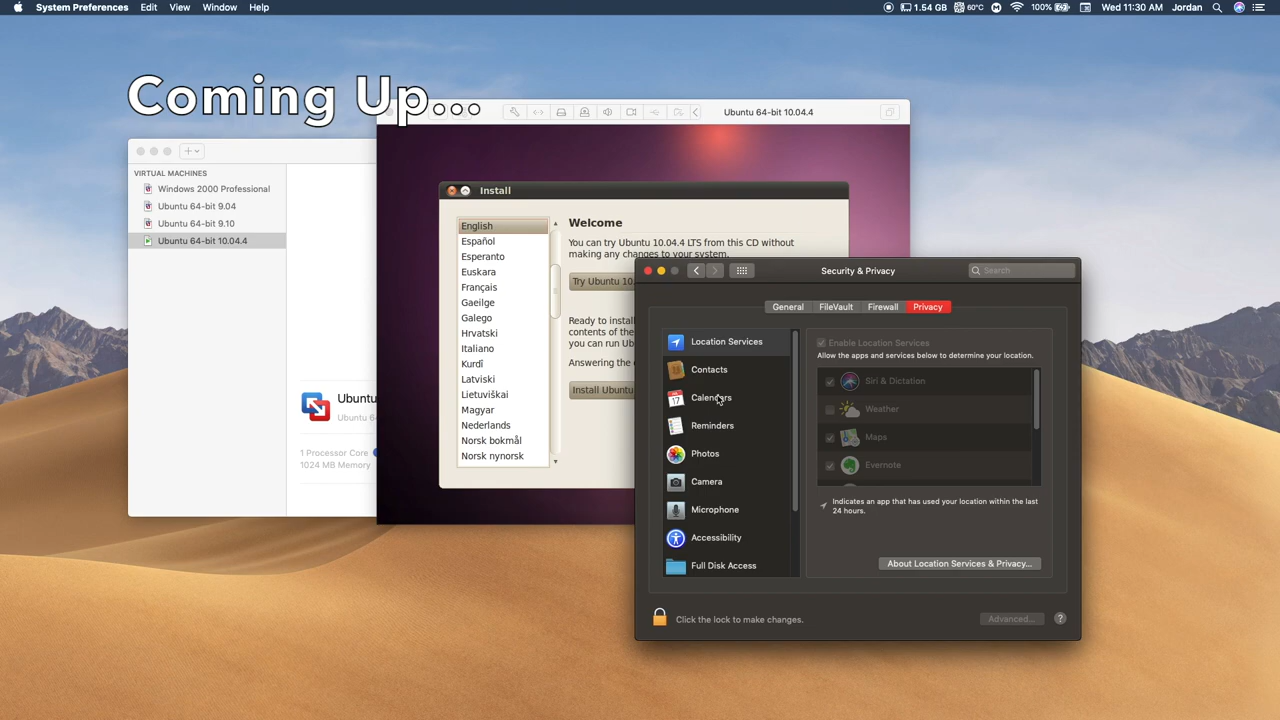 System Preferences Edit View Window Help
1.54 GB 60°C 100% Wed 11:30 AM Jordan
Coming Up...
Ubuntu 64-bit 10.04.4
VIRTUAL MACHINES
Windows 2000 Professional
Ubuntu 64-bit 9.04
Ubuntu 64-bit 9.10
Ubuntu 64-bit 10.04.4
Ubuntu
Ubuntu 64
1 Processor Core
1024 MB Memory
Install
English
Español
Esperanto
Euskara
Français
Gaeilge
Galego
Hrvatski
Italiano
Kurdî
Latviski
Lietuviškai
Magyar
Nederlands
Norsk bokmål
Norsk nynorsk
Welcome
You can try Ubuntu 10.04.4 LTS from this CD without
making any changes to your system.
Try Ubuntu 10.
Ready to instal
contents of the
you can run Ub
Answering the
Install Ubuntu
Security & Privacy
Search
General FileVault Firewall Privacy
Location Services
Contacts
Calendars
Reminders
Photos
Camera
Microphone
Accessibility
Full Disk Access
Enable Location Services
Allow the apps and services below to determine your location.
Siri & Dictation
Weather
Maps
Evernote
Indicates an app that has used your location within the last
24 hours.
About Location Services & Privacy...
Click the lock to make changes.
Advanced...
?